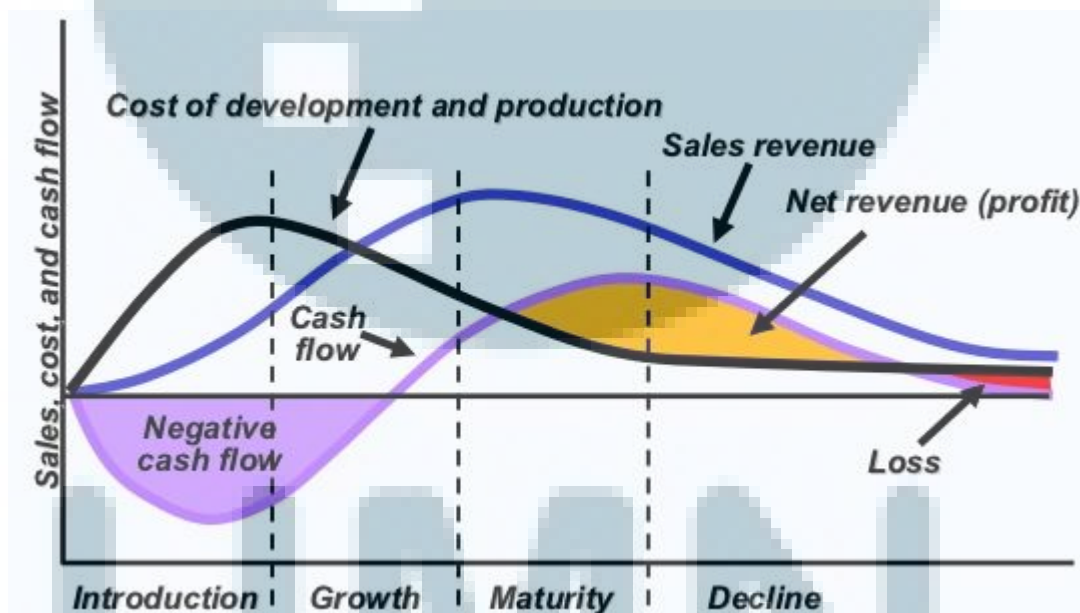 Cost of development and production
Sales revenue
Net revenue (profit)
Sales, cost, and cash flow
Cash
flow
Negative
cash flow
Loss
Introduction
Growth
Maturity
Decline